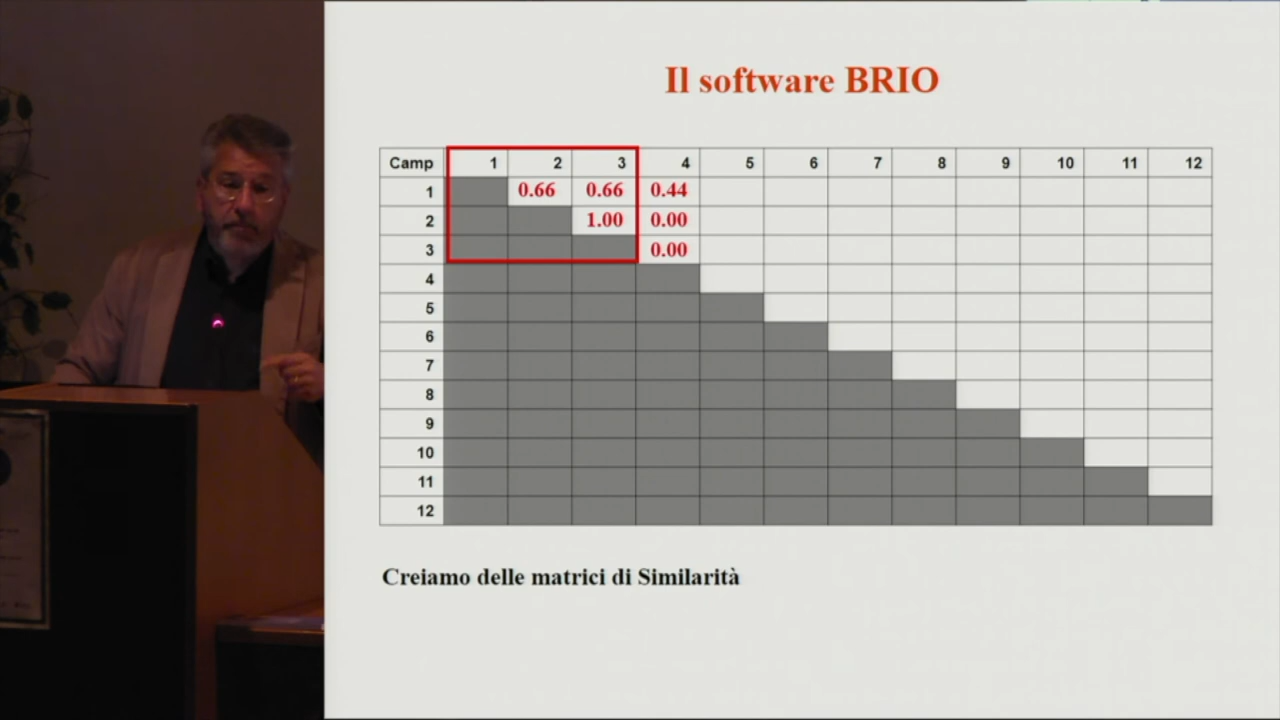 Il software BRIO
Camp 1 2 3 4 5 6 7 8 9 10 11 12
1 0.66 0.66 0.44
2 1.00 0.00
3 0.00
4
5
6
7
8
9
10
11
12
Creiamo delle matrici di Similarità